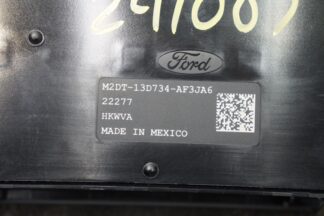 Ford
M2DT-13D734-AF3JA6
22277
HKWVA
MADE IN MEXICO